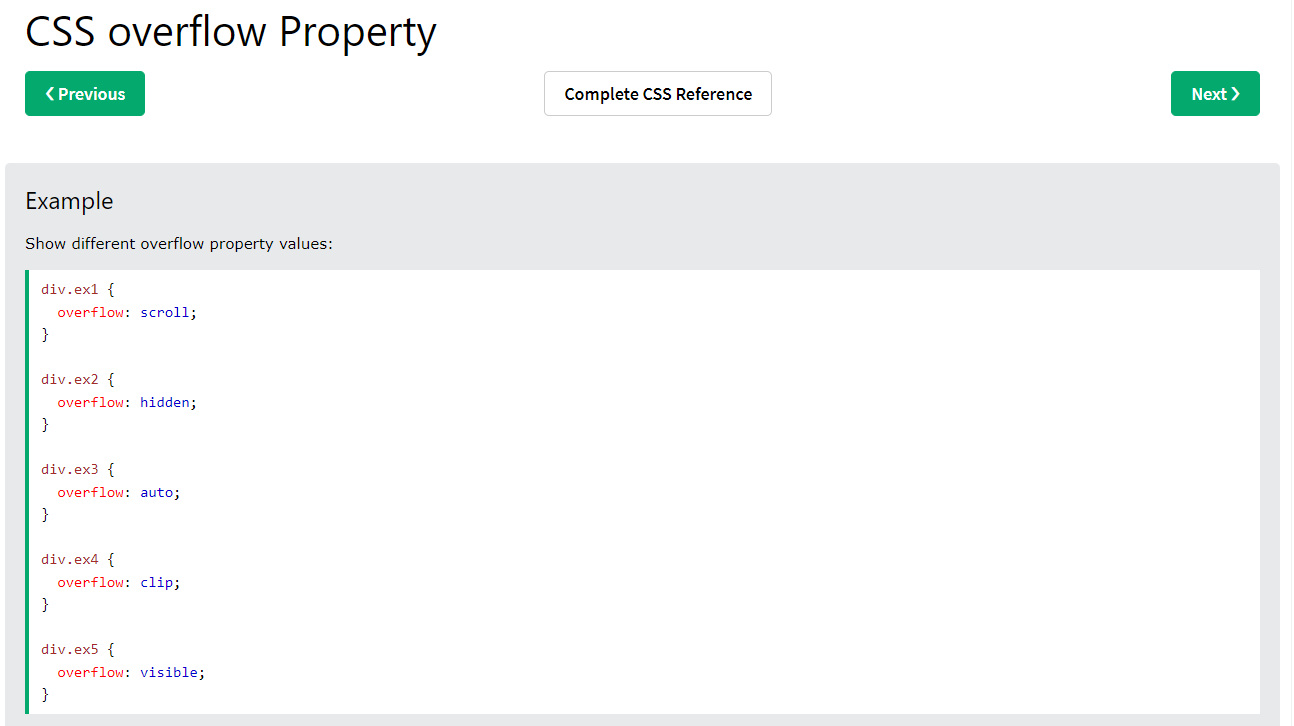 CSS overflow Property
❮ Previous
Complete CSS Reference
Next ❯
Example
Show different overflow property values:
div.ex1 {
  overflow: scroll;
}
div.ex2 {
  overflow: hidden;
}
div.ex3 {
  overflow: auto;
}
div.ex4 {
  overflow: clip;
}
div.ex5 {
  overflow: visible;
}